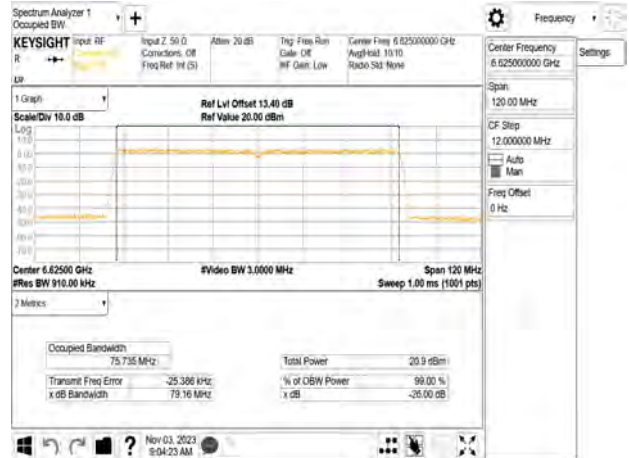 Spectrum Analyzer 1
Occupied BW
KEYSIGHT
Input: RF
Input Z: 50 Ω
Corrections: Off
Freq Ref: Int (S)
Atten: 20 dB
Trig: Free Run
Gate: Off
#IF Gain: Low
Center Freq: 6.625000000 GHz
Avg|Hold: 10/10
Radio Std: None
R
Frequency
Settings
Center Frequency
6.625000000 GHz
Span
120.00 MHz
CF Step
12.000000 MHz
Auto
Man
Freq Offset
0 Hz
1 Graph
Scale/Div 10.0 dB
Ref Lvl Offset 13.40 dB
Ref Value 20.00 dBm
Log
Center 6.62500 GHz
#Res BW 910.00 kHz
#Video BW 3.0000 MHz
Span 120 MHz
Sweep 1.00 ms (1001 pts)
2 Metrics
Occupied Bandwidth
75.735 MHz
Total Power
20.9 dBm
Transmit Freq Error
-25.386 kHz
% of OBW Power
99.00 %
x dB Bandwidth
79.16 MHz
x dB
-26.00 dB
Nov 03, 2023
9:04:23 AM